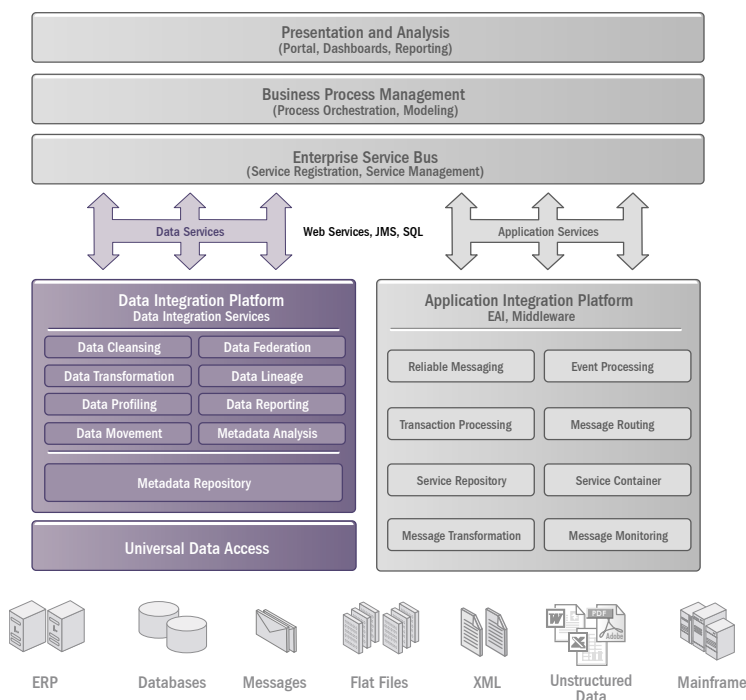 Presentation and Analysis
(Portal, Dashboards, Reporting)
Business Process Management
(Process Orchestration, Modeling)
Enterprise Service Bus
(Service Registration, Service Management)
Data Services
Web Services, JMS, SQL
Application Services
Data Integration Platform
Data Integration Services
Data Cleansing
Data Federation
Data Transformation
Data Lineage
Data Profiling
Data Reporting
Data Movement
Metadata Analysis
Metadata Repository
Universal Data Access
Application Integration Platform
EAI, Middleware
Reliable Messaging
Event Processing
Transaction Processing
Message Routing
Service Repository
Service Container
Message Transformation
Message Monitoring
L
L
W
X
PDF
Adobe
ERP
Databases
Messages
Flat Files
XML
Unstructured
Data
Mainframe